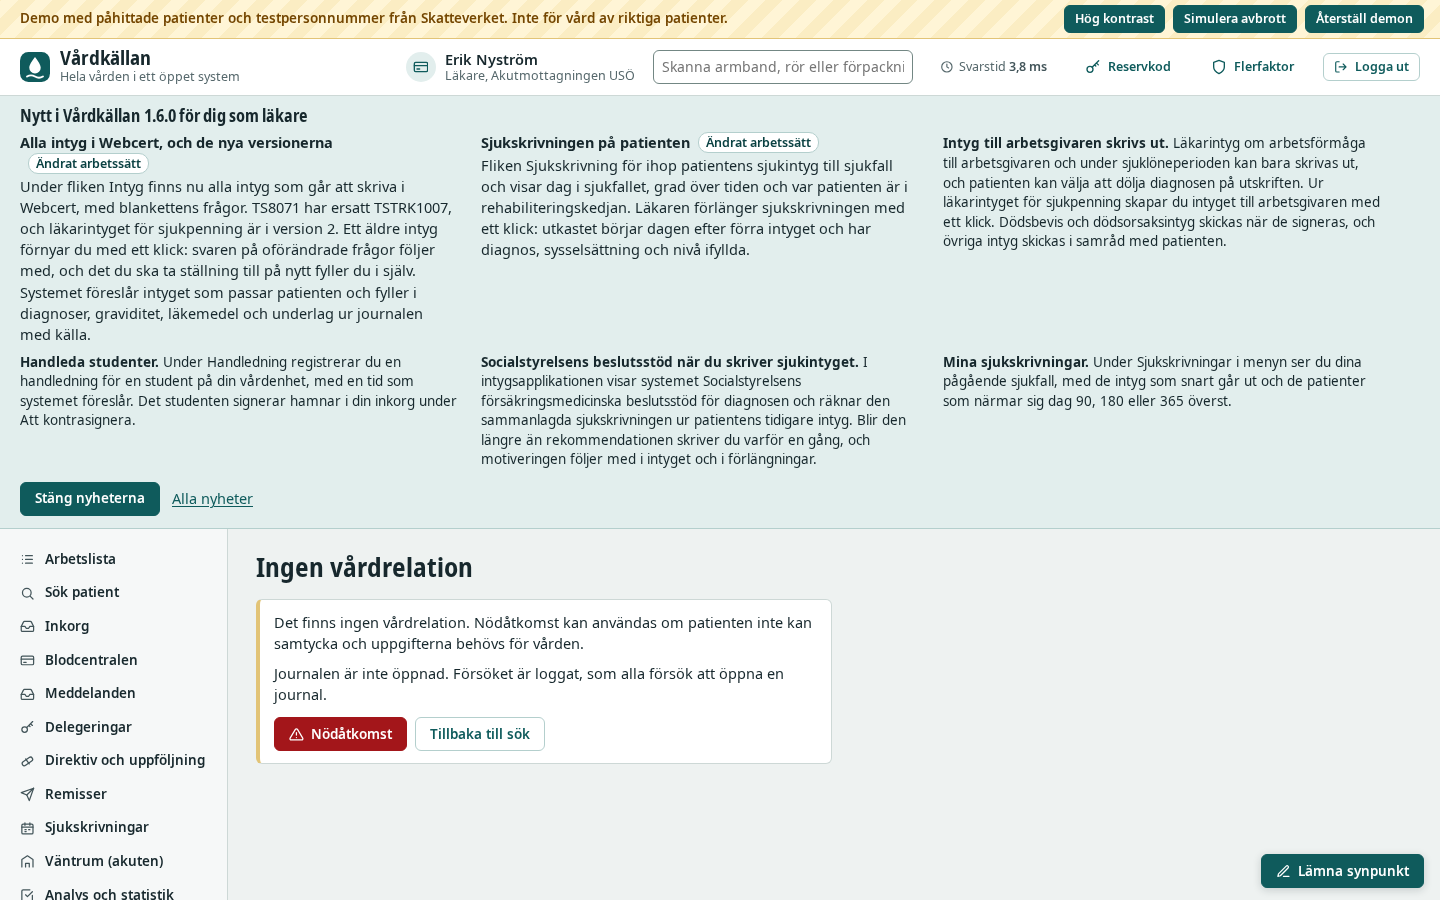 Demo med påhittade patienter och testpersonnummer från Skatteverket. Inte för vård av riktiga patienter.
Hög kontrast
Simulera avbrott
Återställ demon
Vårdkällan
Hela vården i ett öppet system
Erik Nyström
Läkare, Akutmottagningen USÖ
Skanna armband, rör eller förpackni
Svarstid 3,8 ms
Reservkod
Flerfaktor
Logga ut
Nytt i Vårdkällan 1.6.0 för dig som läkare
Alla intyg i Webcert, och de nya versionerna
Ändrat arbetssätt
Under fliken Intyg finns nu alla intyg som går att skriva i
Webcert, med blankettens frågor. TS8071 har ersatt TSTRK1007,
och läkarintyget för sjukpenning är i version 2. Ett äldre intyg
förnyar du med ett klick: svaren på oförändrade frågor följer
med, och det du ska ta ställning till på nytt fyller du i själv.
Systemet föreslår intyget som passar patienten och fyller i
diagnoser, graviditet, läkemedel och underlag ur journalen
med källa.
Sjukskrivningen på patienten Ändrat arbetssätt
Fliken Sjukskrivning för ihop patientens sjukintyg till sjukfall
och visar dag i sjukfallet, grad över tiden och var patienten är i
rehabiliteringskedjan. Läkaren förlänger sjukskrivningen med
ett klick: utkastet börjar dagen efter förra intyget och har
diagnos, sysselsättning och nivå ifyllda.
Intyg till arbetsgivaren skrivs ut. Läkarintyg om arbetsförmåga
till arbetsgivaren och under sjuklöneperioden kan bara skrivas ut,
och patienten kan välja att dölja diagnosen på utskriften. Ur
läkarintyget för sjukpenning skapar du intyget till arbetsgivaren med
ett klick. Dödsbevis och dödsorsaksintyg skickas när de signeras, och
övriga intyg skickas i samråd med patienten.
Handleda studenter. Under Handledning registrerar du en
handledning för en student på din vårdenhet, med en tid som
systemet föreslår. Det studenten signerar hamnar i din inkorg under
Att kontrasignera.
Socialstyrelsens beslutsstöd när du skriver sjukintyget. I
intygsapplikationen visar systemet Socialstyrelsens
försäkringsmedicinska beslutsstöd för diagnosen och räknar den
sammanlagda sjukskrivningen ur patientens tidigare intyg. Blir den
längre än rekommendationen skriver du varför en gång, och
motiveringen följer med i intyget och i förlängningar.
Mina sjukskrivningar. Under Sjukskrivningar i menyn ser du dina
pågående sjukfall, med de intyg som snart går ut och de patienter
som närmar sig dag 90, 180 eller 365 överst.
Stäng nyheterna
Alla nyheter
Arbetslista
Sök patient
Inkorg
Blodcentralen
Meddelanden
Delegeringar
Direktiv och uppföljning
Remisser
Sjukskrivningar
Väntrum (akuten)
Analys och statistik
Ingen vårdrelation
Det finns ingen vårdrelation. Nödåtkomst kan användas om patienten inte kan
samtycka och uppgifterna behövs för vården.
Journalen är inte öppnad. Försöket är loggat, som alla försök att öppna en
journal.
Nödåtkomst
Tillbaka till sök
Lämna synpunkt